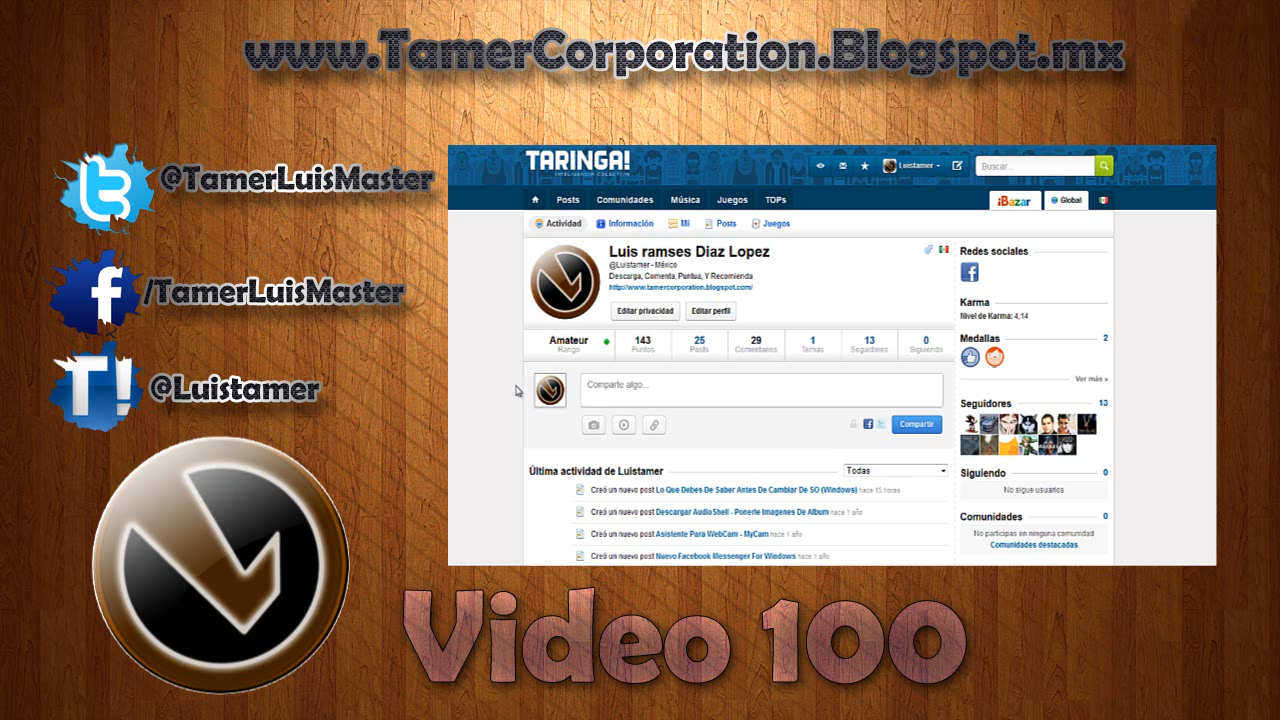 www.TamerCorporation.Blogspot.mx
@TamerLuisMaster
/TamerLuisMaster
T!
@Luistamer
TARINGA!
INTELIGENCIA COLECTIVA
Luistamer
Buscar...
Posts Comunidades Música Juegos TOPs
iBazar Global
Actividad Información Mi Posts Juegos
Luis ramses Diaz Lopez
@Luistamer - México
Descarga, Comenta, Puntua, Y Recomienda
http://www.tamercorporation.blogspot.com/
Editar privacidad Editar perfil
Amateur 143 25 29 1 13 0
Rango Puntos Posts Comentarios Temas Seguidores Siguiendo
Comparte algo...
Compartir
Última actividad de Luistamer Todas
Creó un nuevo post Lo Que Debes De Saber Antes De Cambiar De SO (Windows) hace 15 horas
Creó un nuevo post Descargar AudioShell - Ponerle Imagenes De Album hace 1 año
Creó un nuevo post Asistente Para WebCam - MyCam hace 1 año
Creó un nuevo post Nuevo Facebook Messenger For Windows hace 1 año
Redes sociales
Karma
Nivel de Karma: 4,14
Medallas 2
Ver más »
Seguidores 13
Siguiendo 0
No sigue usuarios
Comunidades 0
No participas en ninguna comunidad
Comunidades destacadas
Video 100